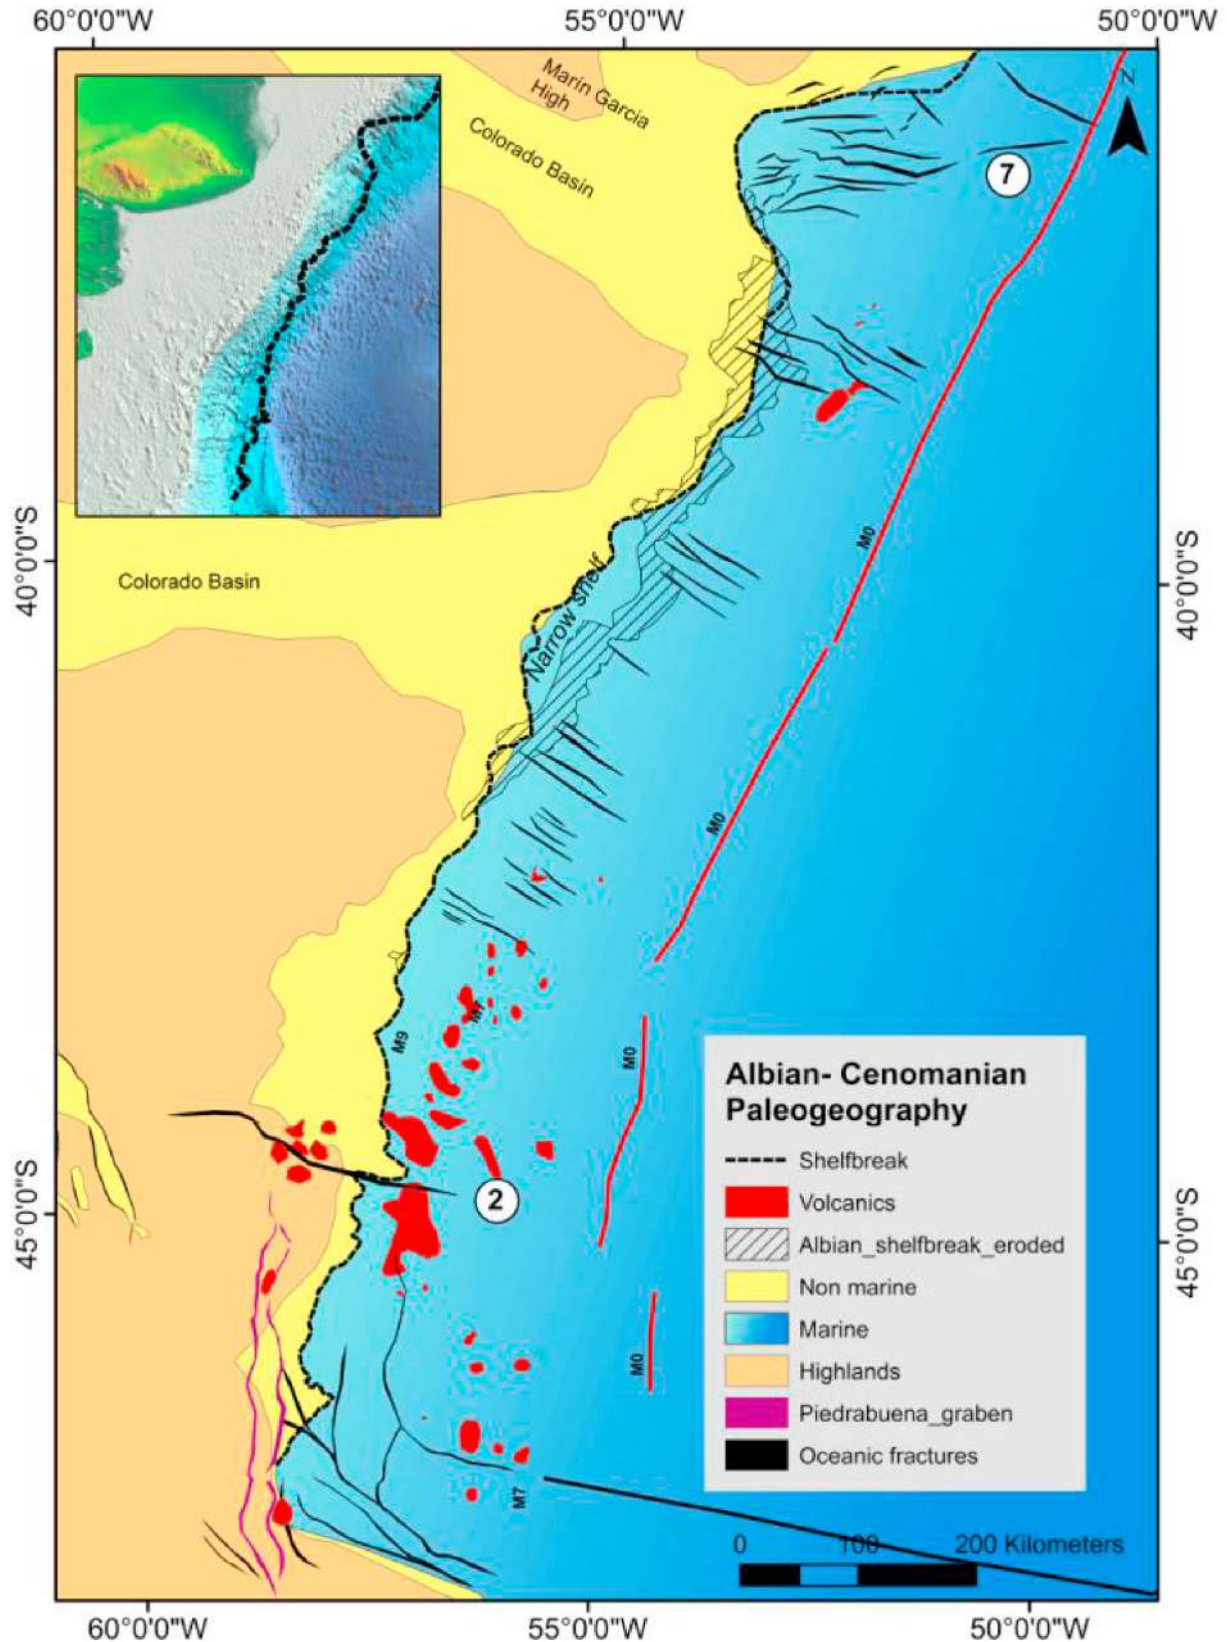 60°0'0"W
55°0'0"W
50°0'0"W
N
Marin Garcia
High
Colorado Basin
7
40°0'0"S
40°0'0"S
M0
Narrow shelf
Colorado Basin
M0
M7
M9
M0
2
45°0'0"S
45°0'0"S
M0
M7
Albian- Cenomanian
Paleogeography
Shelfbreak
Volcanics
Albian_shelfbreak_eroded
Non marine
Marine
Highlands
Piedrabuena_graben
Oceanic fractures
0 100 200 Kilometers
60°0'0"W
55°0'0"W
50°0'0"W